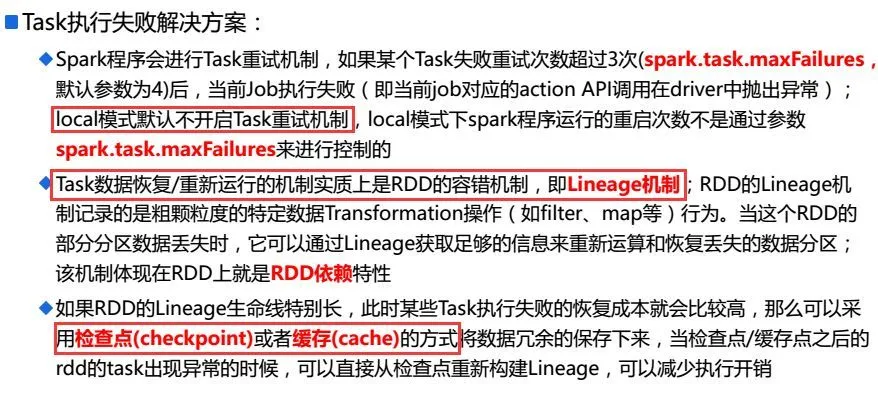 Task执行失败解决方案：
Spark程序会进行Task重试机制，如果某个Task失败重试次数超过3次(spark.task.maxFailures，
默认参数为4)后，当前Job执行失败（即当前job对应的action API调用在driver中抛出异常）；
local模式默认不开启Task重试机制，local模式下spark程序运行的重启次数不是通过参数
spark.task.maxFailures来进行控制的
Task数据恢复/重新运行的机制实质上是RDD的容错机制，即Lineage机制；RDD的Lineage机
制记录的是粗颗粒度的特定数据Transformation操作（如filter、map等）行为。当这个RDD的
部分分区数据丢失时，它可以通过Lineage获取足够的信息来重新运算和恢复丢失的数据分区；
该机制体现在RDD上就是RDD依赖特性
如果RDD的Lineage生命线特别长，此时某些Task执行失败的恢复成本就会比较高，那么可以采
用检查点(checkpoint)或者缓存(cache)的方式将数据冗余的保存下来，当检查点/缓存点之后的
rdd的task出现异常的时候，可以直接从检查点重新构建Lineage，可以减少执行开销